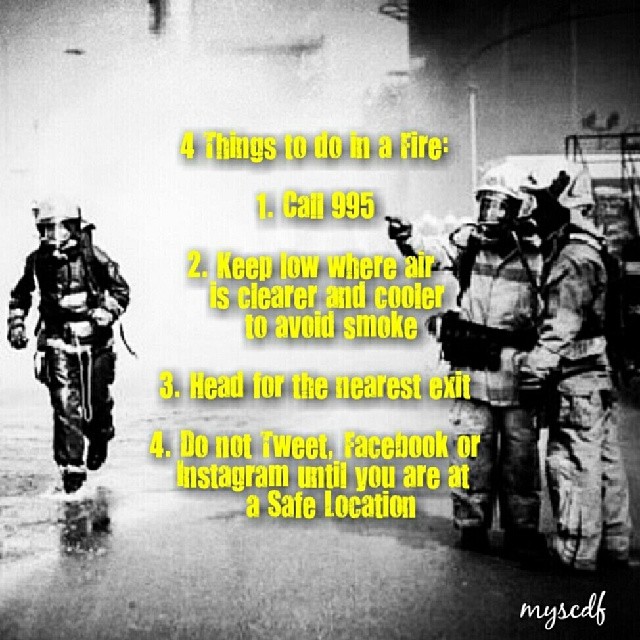 4 Things to do in a Fire:
1. Call 995
2. Keep low where air
is clearer and cooler
to avoid smoke
3. Head for the nearest exit
4. Do not Tweet, Facebook or
Instagram until you are at
a Safe Location
myscdf